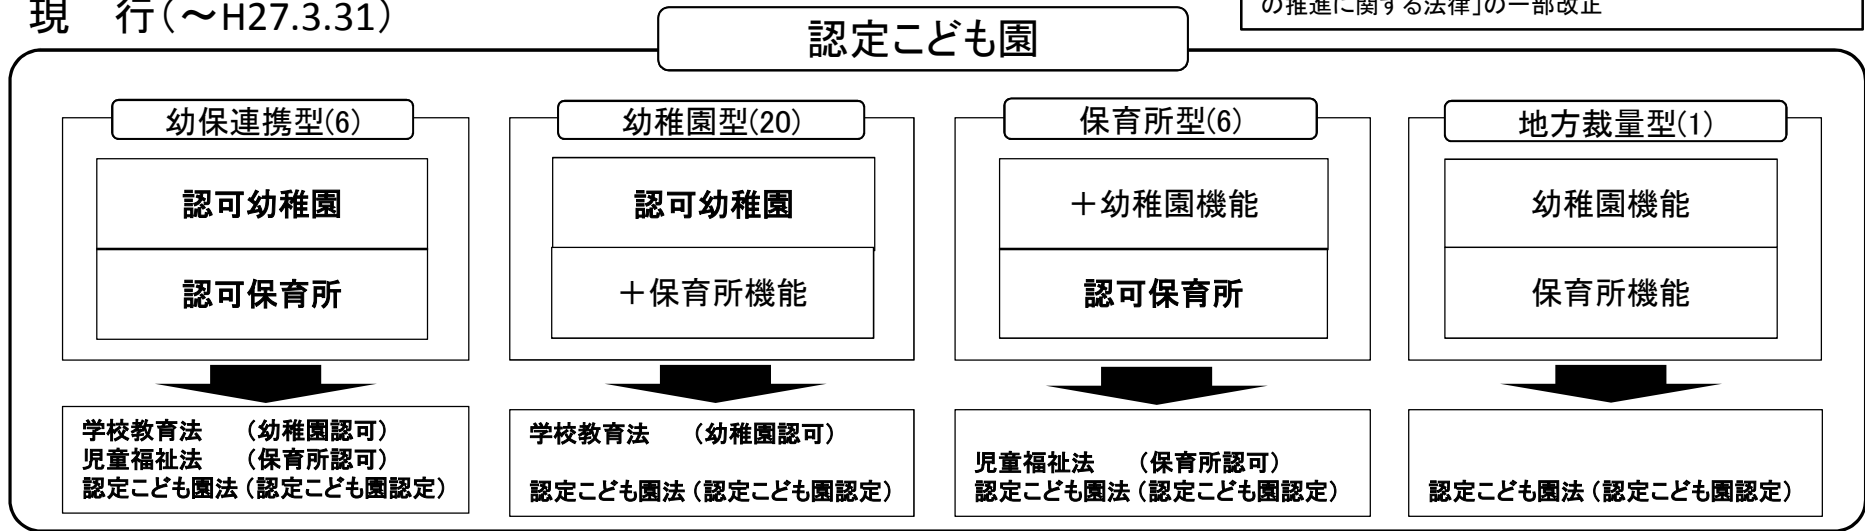 現　行（～H27.3.31）
の推進に関する法律」の一部改正
認定こども園
幼保連携型(6)
認可幼稚園
認可保育所
学校教育法　（幼稚園認可）
児童福祉法　（保育所認可）
認定こども園法（認定こども園認定）
幼稚園型(20)
認可幼稚園
＋保育所機能
学校教育法　（幼稚園認可）
認定こども園法（認定こども園認定）
保育所型(6)
＋幼稚園機能
認可保育所
児童福祉法　（保育所認可）
認定こども園法（認定こども園認定）
地方裁量型(1)
幼稚園機能
保育所機能
認定こども園法（認定こども園認定）